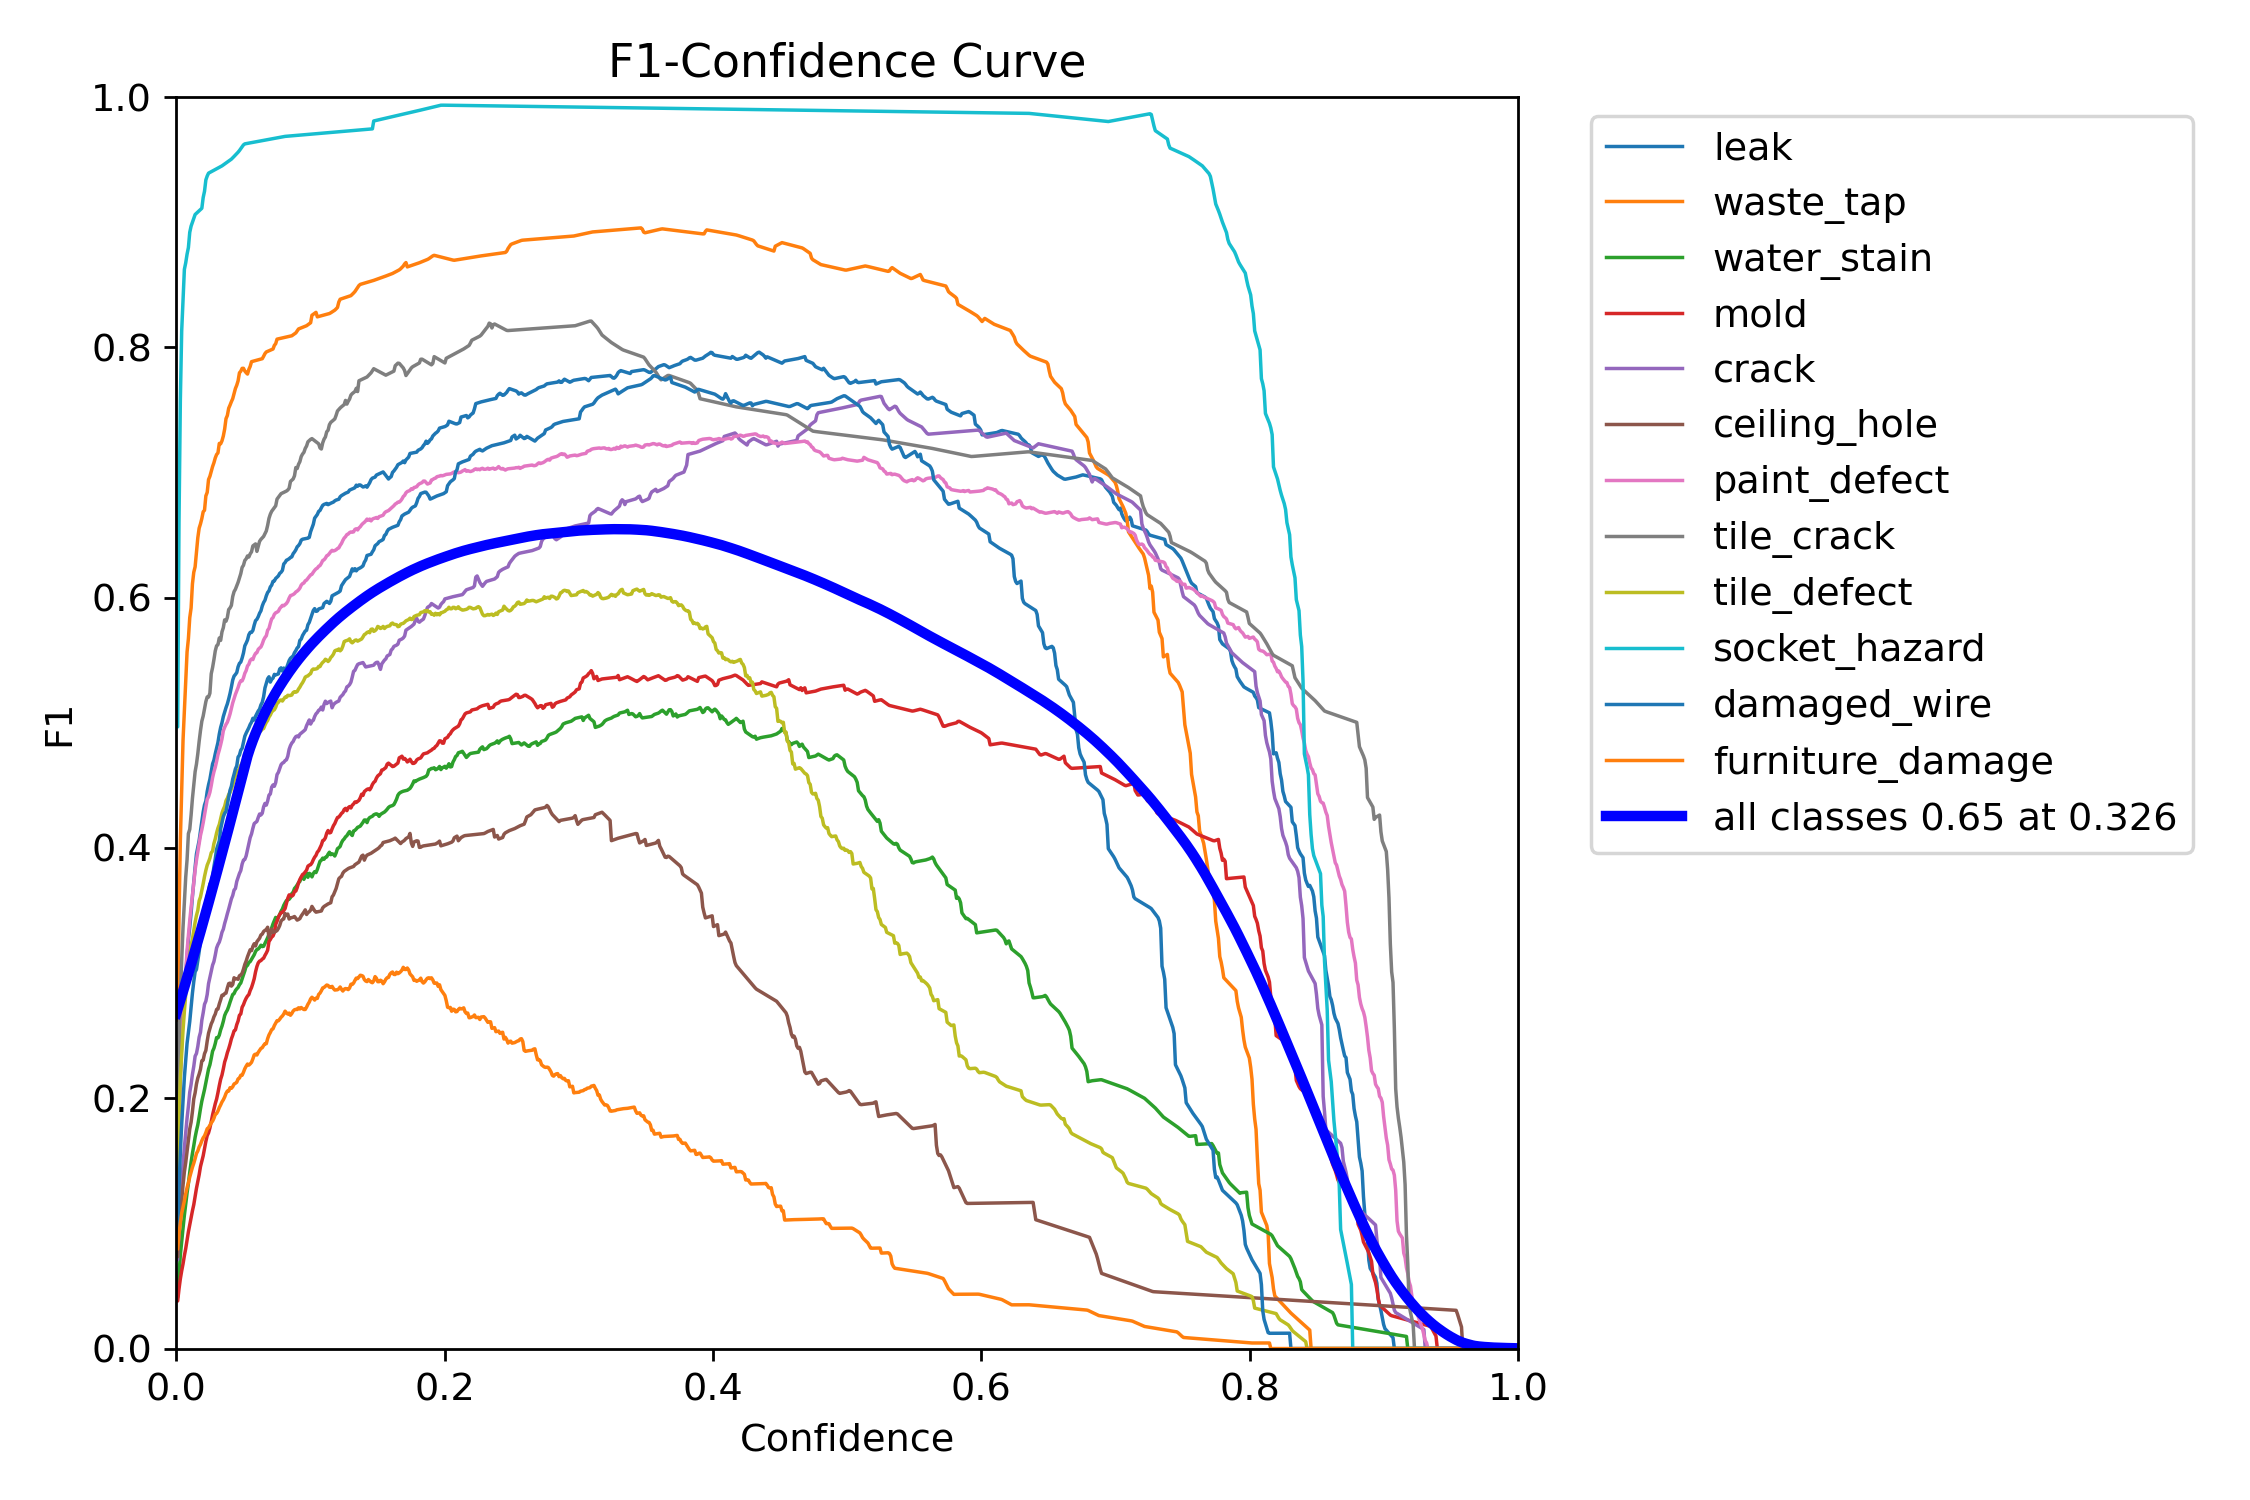 F1-Confidence Curve
1.0
0.8
0.6
0.4
0.2
0.0
F1
0.0 0.2 0.4 0.6 0.8 1.0
Confidence
leak
waste_tap
water_stain
mold
crack
ceiling_hole
paint_defect
tile_crack
tile_defect
socket_hazard
damaged_wire
furniture_damage
all classes 0.65 at 0.326